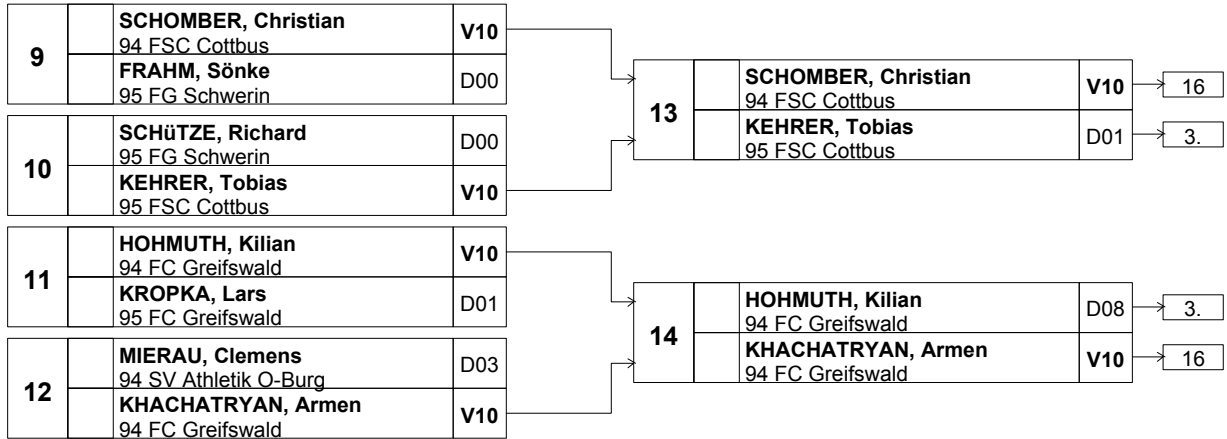 9
SCHOMBER, Christian
94 FSC Cottbus
V10
FRAHM, Sönke
95 FG Schwerin
D00
10
SCHüTZE, Richard
95 FG Schwerin
D00
KEHRER, Tobias
95 FSC Cottbus
V10
11
HOHMUTH, Kilian
94 FC Greifswald
V10
KROPKA, Lars
95 FC Greifswald
D01
12
MIERAU, Clemens
94 SV Athletik O-Burg
D03
KHACHATRYAN, Armen
94 FC Greifswald
V10
13
SCHOMBER, Christian
94 FSC Cottbus
V10
16
KEHRER, Tobias
95 FSC Cottbus
D01
3.
14
HOHMUTH, Kilian
94 FC Greifswald
D08
3.
KHACHATRYAN, Armen
94 FC Greifswald
V10
16